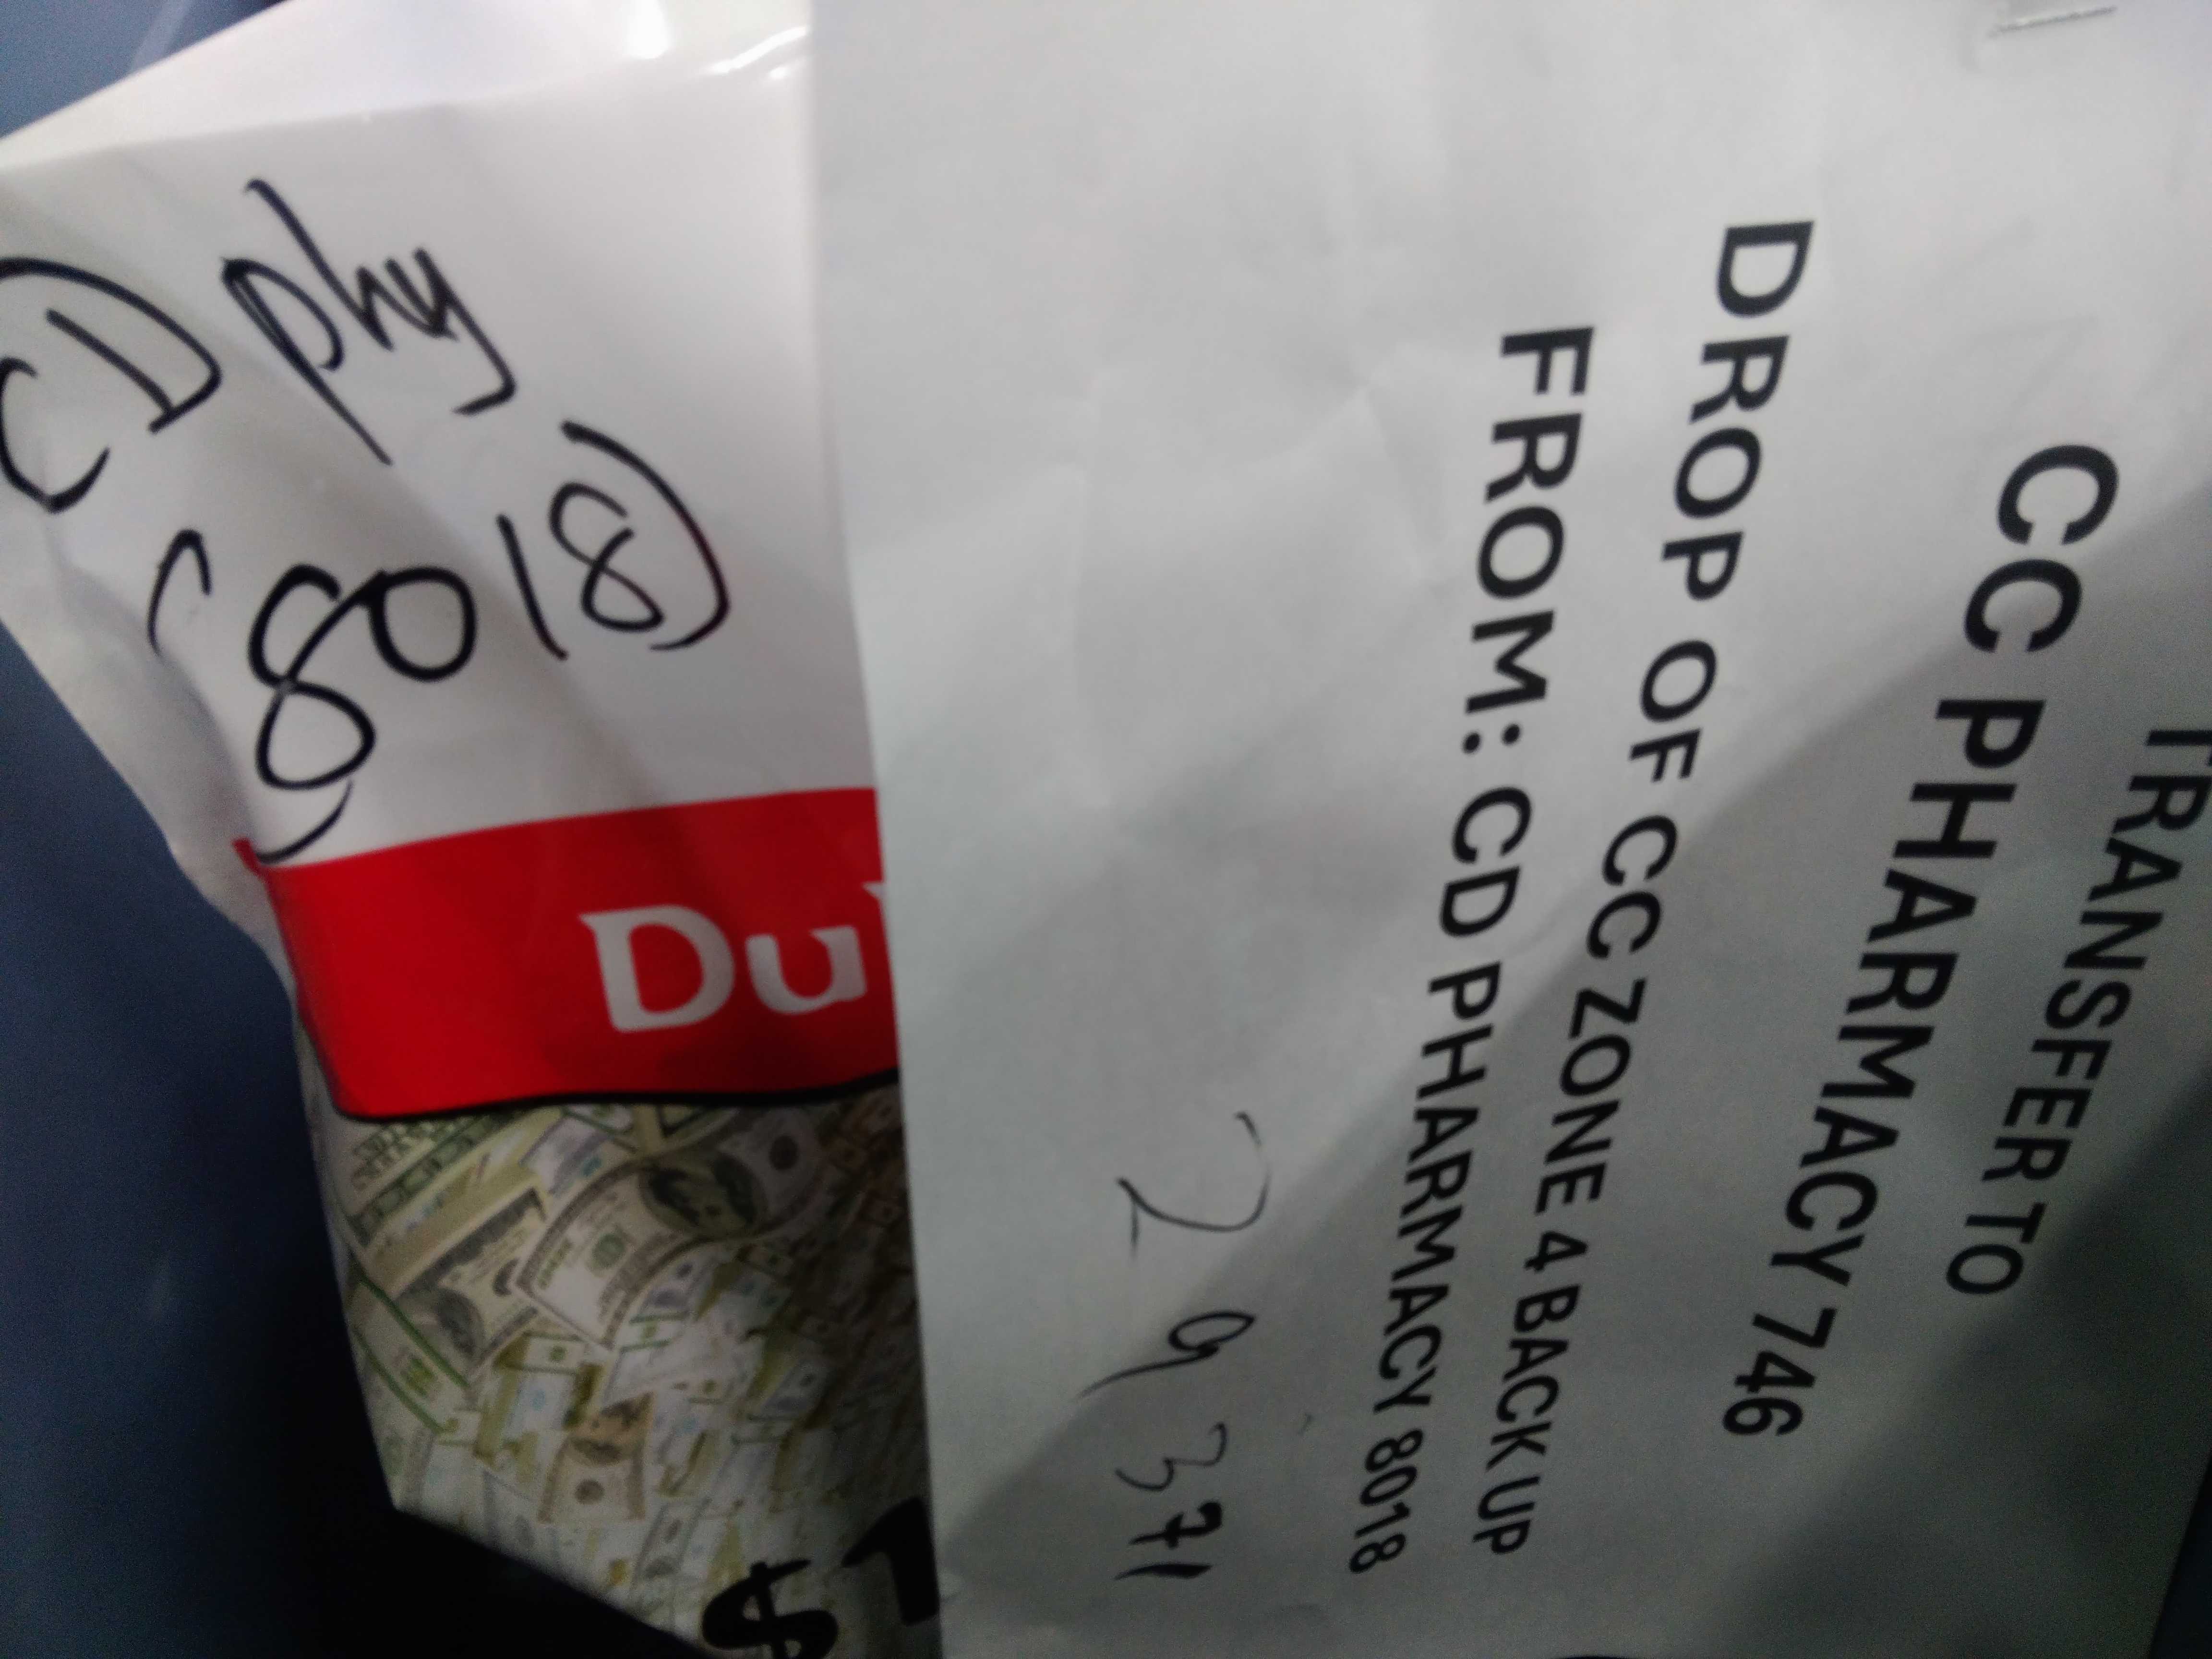 TRANSFER TO
CC PHARMACY 746
DROP OF CC ZONE 4 BACK UP
FROM: CD PHARMACY 8018
29371
CD phy
(8018)
Du
$1